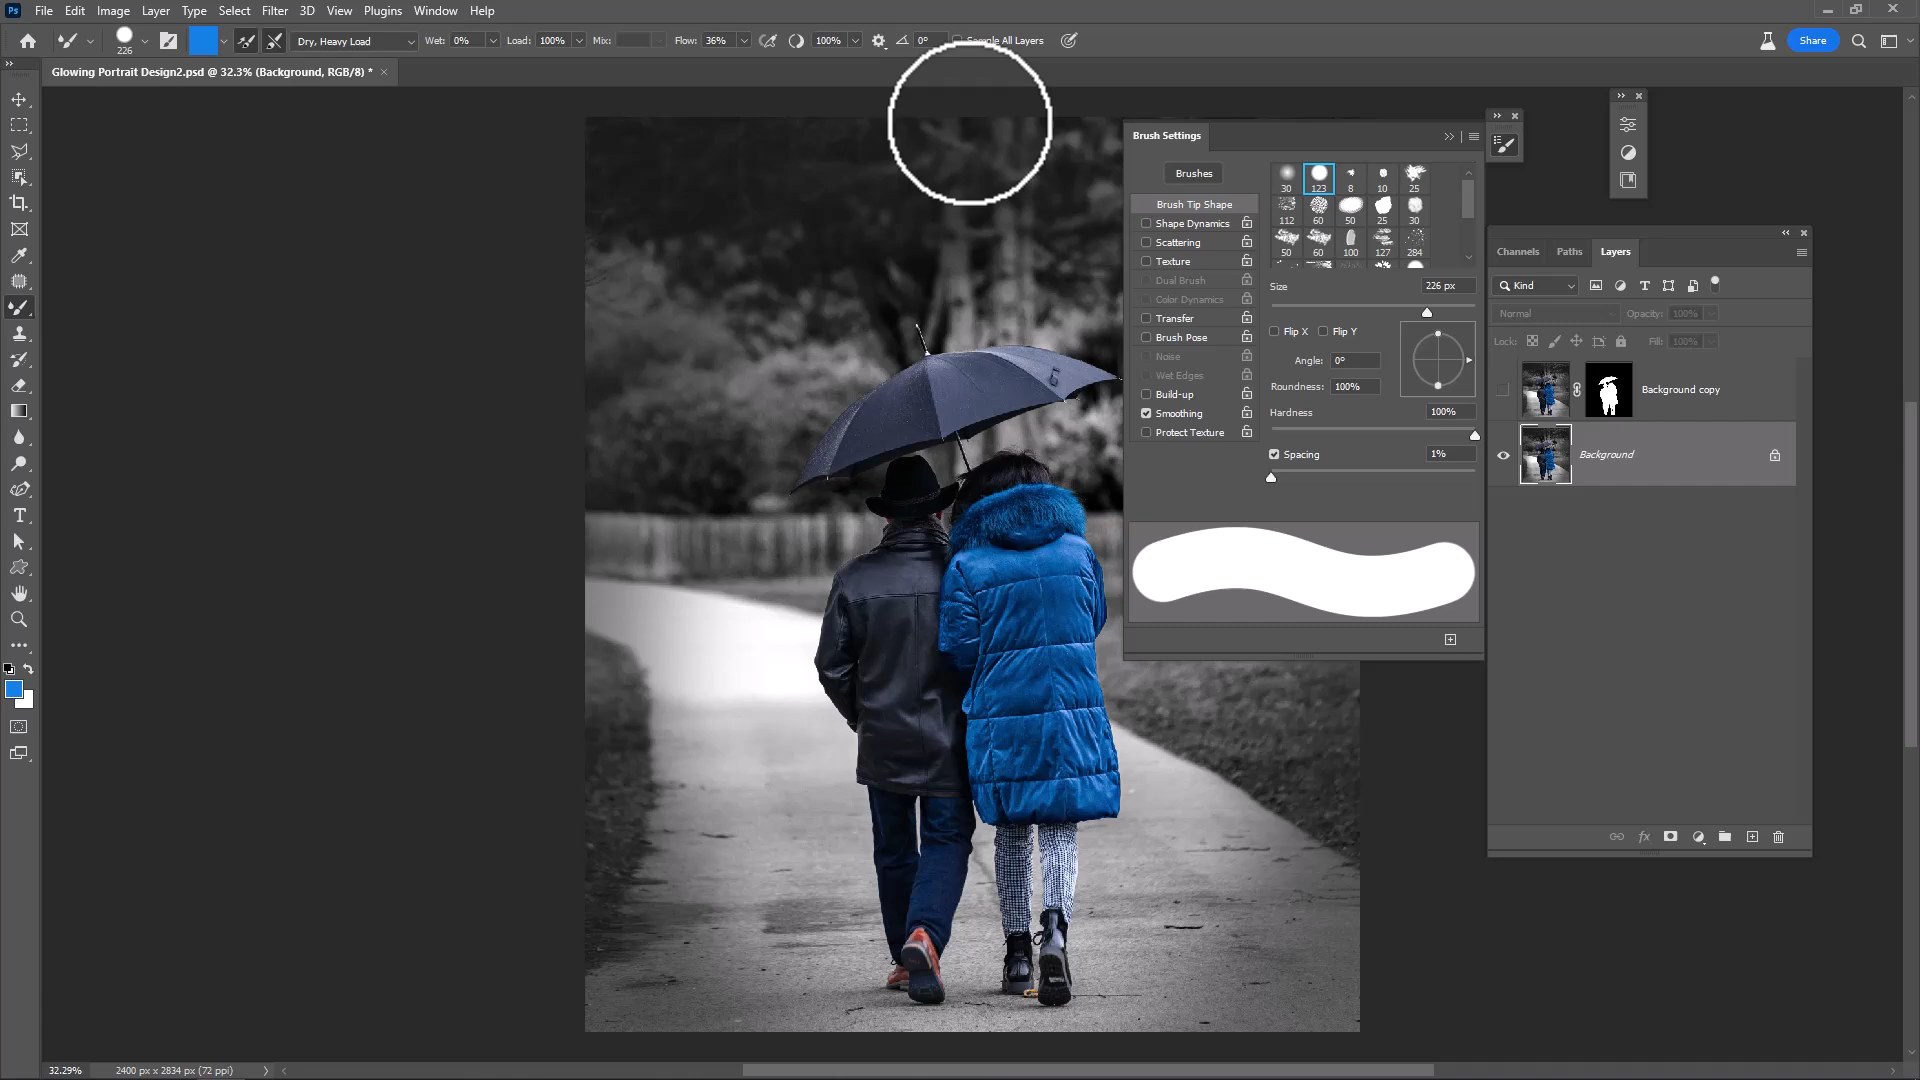 Ps File Edit Image Layer Type Select Filter 3D View Plugins Window Help
226 Dry, Heavy Load Wet: 0% Load: 100% Mix: Flow: 36% 100% 0° Sample All Layers Share
Glowing Portrait Design2.psd @ 32.3% (Background, RGB/8) *
Brush Settings
Brushes
30 123 8 10 25
Brush Tip Shape
112 60 50 25 30
Shape Dynamics
Scattering
50 60 100 127 284
Texture
Dual Brush
Size 226 px
Color Dynamics
Transfer
Flip X Flip Y
Brush Pose
Noise
Angle: 0°
Wet Edges
Roundness: 100%
Build-up
Smoothing
Hardness 100%
Protect Texture
Spacing 1%
Channels Paths Layers
Kind
Normal Opacity: 100%
Lock: Fill: 100%
Background copy
Background
fx
32.29% 2400 px x 2834 px (72 ppi)